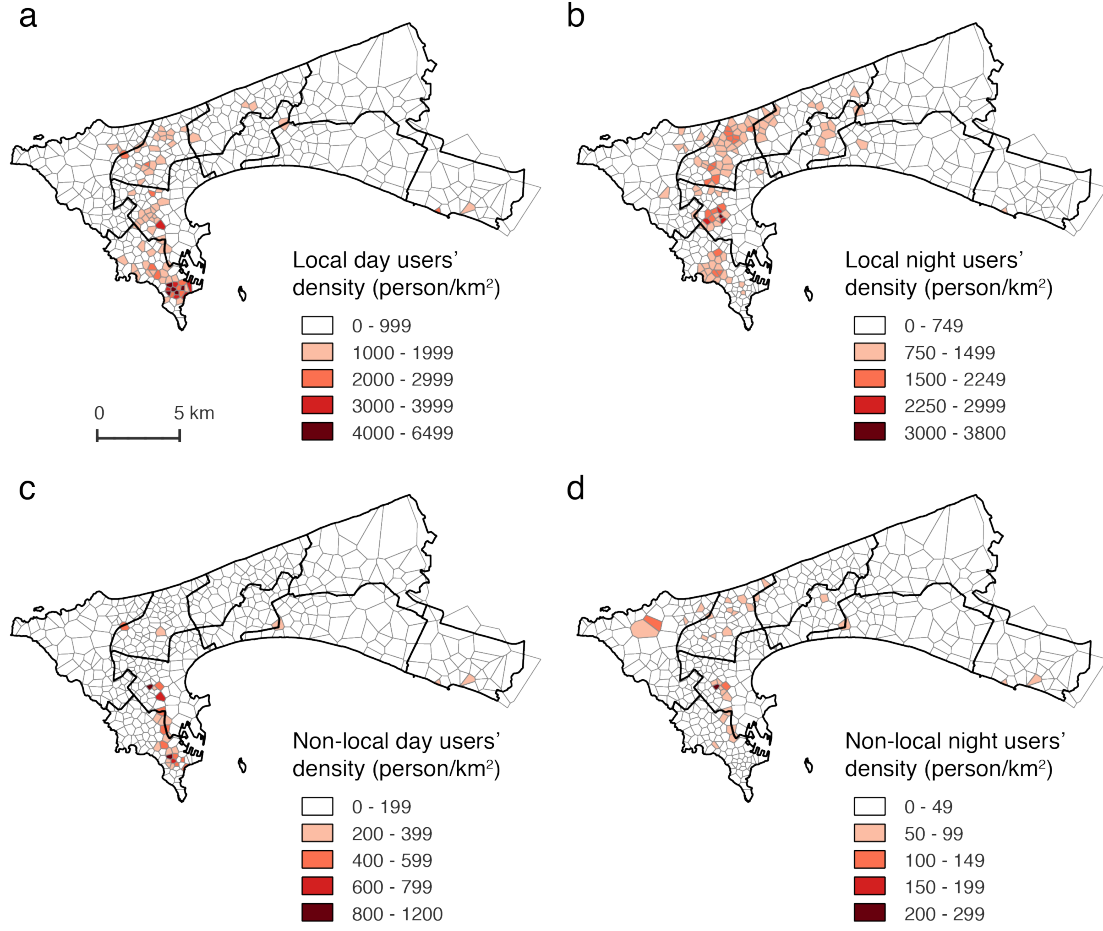 a
b
Local day users’
density (person/km²)
0 - 999
1000 - 1999
2000 - 2999
3000 - 3999
4000 - 6499
0
5 km
Local night users’
density (person/km²)
0 - 749
750 - 1499
1500 - 2249
2250 - 2999
3000 - 3800
c
d
Non-local day users’
density (person/km²)
0 - 199
200 - 399
400 - 599
600 - 799
800 - 1200
Non-local night users’
density (person/km²)
0 - 49
50 - 99
100 - 149
150 - 199
200 - 299